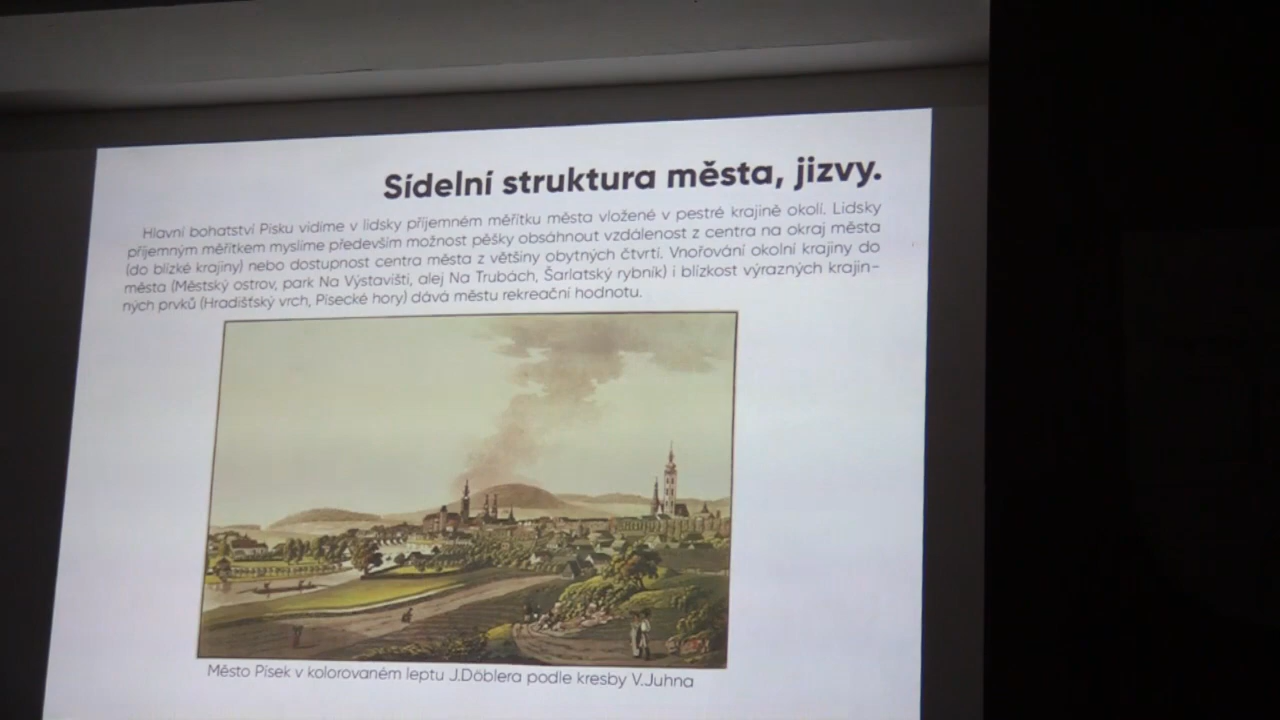 Sídelní struktura města, jizvy.
Hlavní bohatství Písku vidíme v lidsky příjemném měřítku města vložené v pestré krajině okolí. Lidsky
příjemným měřítkem myslíme především možnost pěšky obsáhnout vzdálenost z centra na okraj města
(do blízké krajiny) nebo dostupnost centra města z většiny obytných čtvrtí. Vnořování okolní krajiny do
města (Městský ostrov, park Na Výstavišti, alej Na Trubách, Šarlatský rybník) i blízkost výrazných krajin-
ných prvků (Hradišťský vrch, Písecké hory) dává městu rekreační hodnotu.
Město Písek v kolorovaném leptu J.Döblera podle kresby V.Juhna